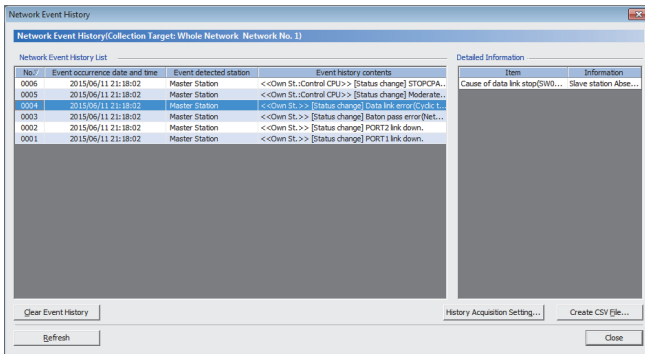 Network Event History
Network Event History(Collection Target: Whole Network Network No. 1)
Network Event History List
Detailed Information
No. Event occurrence date and time Event detected station Event history contents
Item Information
0006 2015/06/11 21:18:02 Master Station <<Own St.:Control CPU>> [Status change] STOPCPA..
Cause of data link stop(SW0... Slave station Abse...
0005 2015/06/11 21:18:02 Master Station <<Own St.:Control CPU>> [Status change] Moderate...
0004 2015/06/11 21:18:02 Master Station <<Own St.>> [Status change] Data link error(Cyclic t...
0003 2015/06/11 21:18:02 Master Station <<Own St.>> [Status change] Baton pass error(Net...
0002 2015/06/11 21:18:02 Master Station <<Own St.>> [Status change] PORT2 link down.
0001 2015/06/11 21:18:02 Master Station <<Own St.>> [Status change] PORT1 link down.
Clear Event History
History Acquisition Setting...
Create CSV File...
Refresh
Close